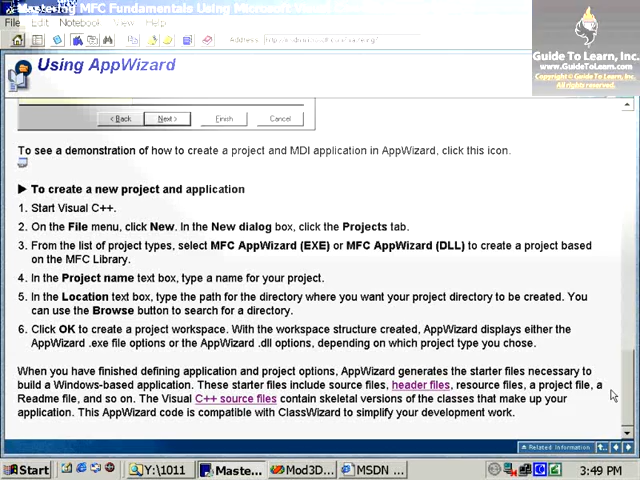 Mastering MFC Fundamentals Using Microsoft Visual
File Edit Notebook View Help
Address:
Guide To Learn, Inc.
www.GuideToLearn.com
Copyright © Guide To Learn, Inc.
All rights reserved.
Using AppWizard
< Back Next > Finish Cancel
To see a demonstration of how to create a project and MDI application in AppWizard, click this icon.
To create a new project and application
1. Start Visual C++.
2. On the File menu, click New. In the New dialog box, click the Projects tab.
3. From the list of project types, select MFC AppWizard (EXE) or MFC AppWizard (DLL) to create a project based
on the MFC Library.
4. In the Project name text box, type a name for your project.
5. In the Location text box, type the path for the directory where you want your project directory to be created. You
can use the Browse button to search for a directory.
6. Click OK to create a project workspace. With the workspace structure created, AppWizard displays either the
AppWizard .exe file options or the AppWizard .dll options, depending on which project type you chose.
When you have finished defining application and project options, AppWizard generates the starter files necessary to
build a Windows-based application. These starter files include source files, header files, resource files, a project file, a
Readme file, and so on. The Visual C++ source files contain skeletal versions of the classes that make up your
application. This AppWizard code is compatible with ClassWizard to simplify your development work.
Related Information
Start Y:\1011 Maste... Mod3D... MSDN ... 3:49 PM